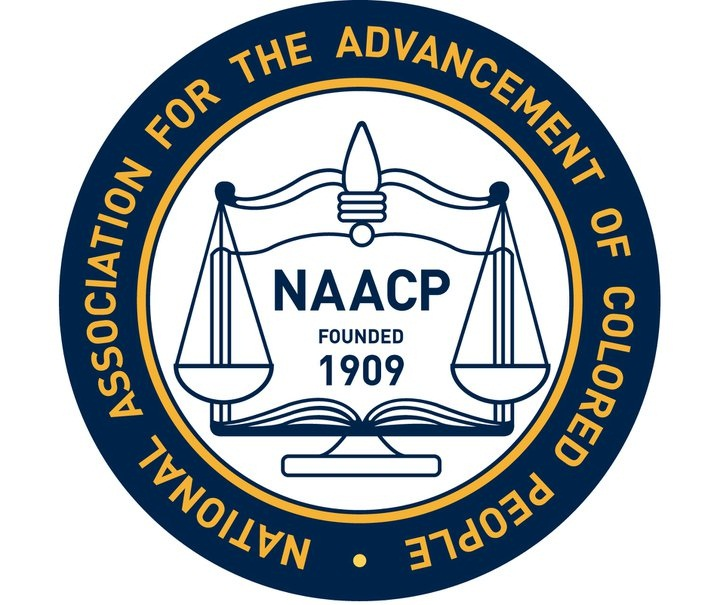 NATIONAL ASSOCIATION FOR THE ADVANCEMENT OF COLORED PEOPLE
NAACP
FOUNDED
1909